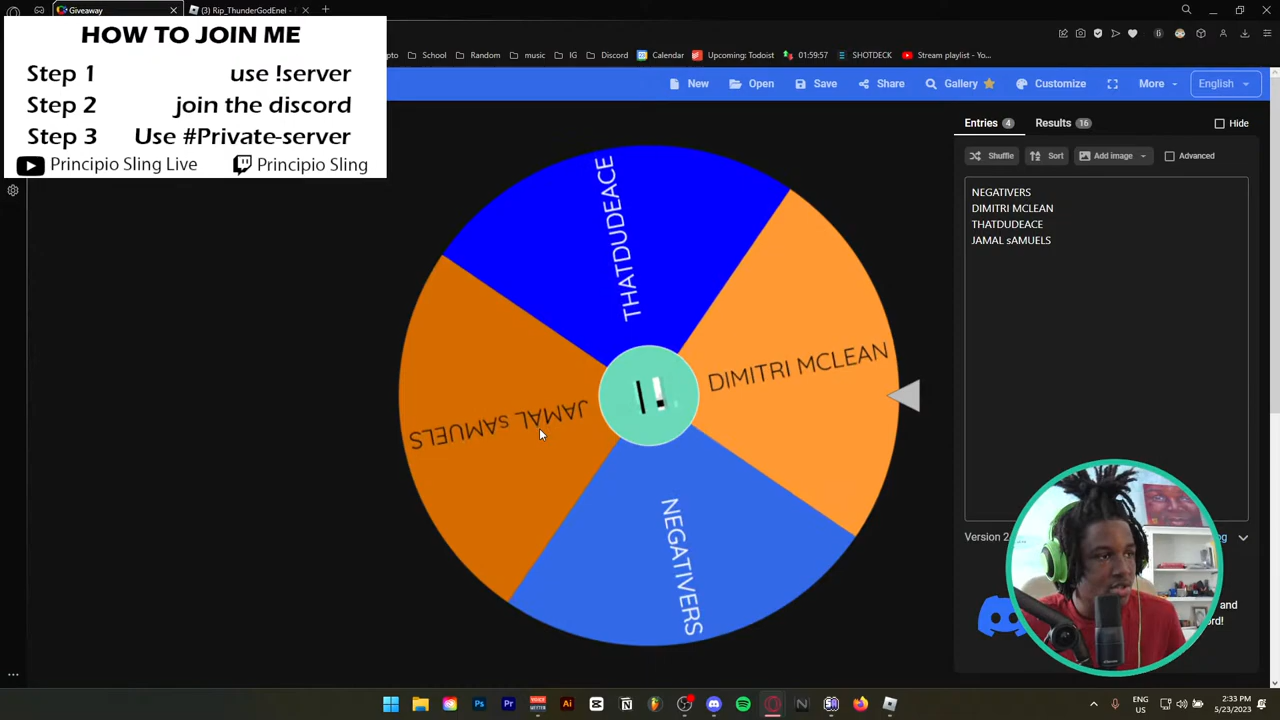 Giveaway
(3) Rip_ThunderGodEnel -
HOW TO JOIN ME
Step 1 use !server
Step 2 join the discord
Step 3 Use #Private-server
Principio Sling Live Principio Sling
School Random music IG Discord Calendar Upcoming: Todoist 01:59:57 SHOTDECK Stream playlist - Yo...
New Open Save Share Gallery Customize More English
Entries 4 Results 16 Hide
Shuffle Sort Add image Advanced
NEGATIVERS
DIMITRI MCLEAN
THATDUDEACE
JAMAL sAMUELS
THATDUDEACE
DIMITRI MCLEAN
JAMAL sAMUELS
NEGATIVERS
Version 2
and
ENG
US
2:33 PM
5/23/2023